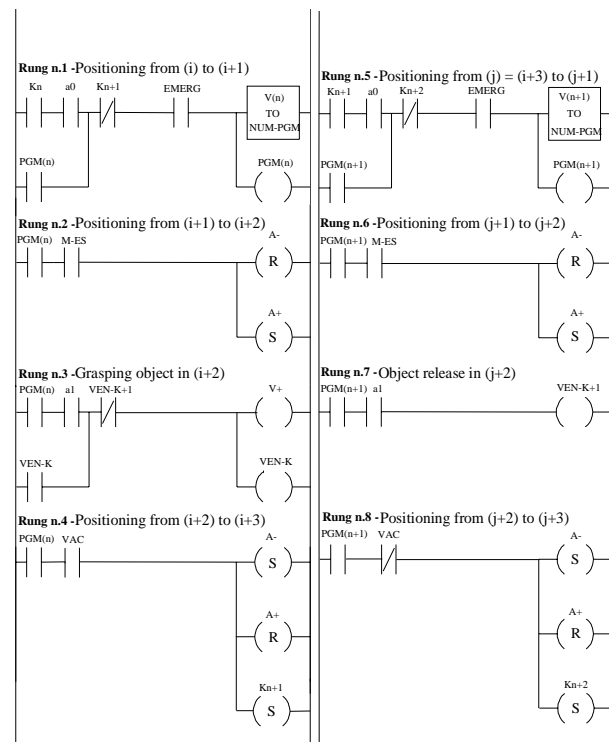 Rung n.1 -Positioning from (i) to (i+1)
Kn a0 Kn+1 EMERG
V(n)
TO
NUM-PGM
PGM(n) PGM(n)
Rung n.2 -Positioning from (i+1) to (i+2)
PGM(n) M-ES A-
R
A+
S
Rung n.3 -Grasping object in (i+2)
PGM(n) a1 VEN-K+1 V+
VEN-K VEN-K
Rung n.4 -Positioning from (i+2) to (i+3)
PGM(n) VAC A-
S
A+
R
Kn+1
S
Rung n.5 -Positioning from (j) = (i+3) to (j+1)
Kn+1 a0 Kn+2 EMERG
V(n+1)
TO
NUM-PGM
PGM(n+1) PGM(n+1)
Rung n.6 -Positioning from (j+1) to (j+2)
PGM(n+1) M-ES A-
R
A+
S
Rung n.7 -Object release in (j+2)
PGM(n+1) a1 VEN-K+1
Rung n.8 -Positioning from (j+2) to (j+3)
PGM(n+1) VAC A-
S
A+
R
Kn+2
S